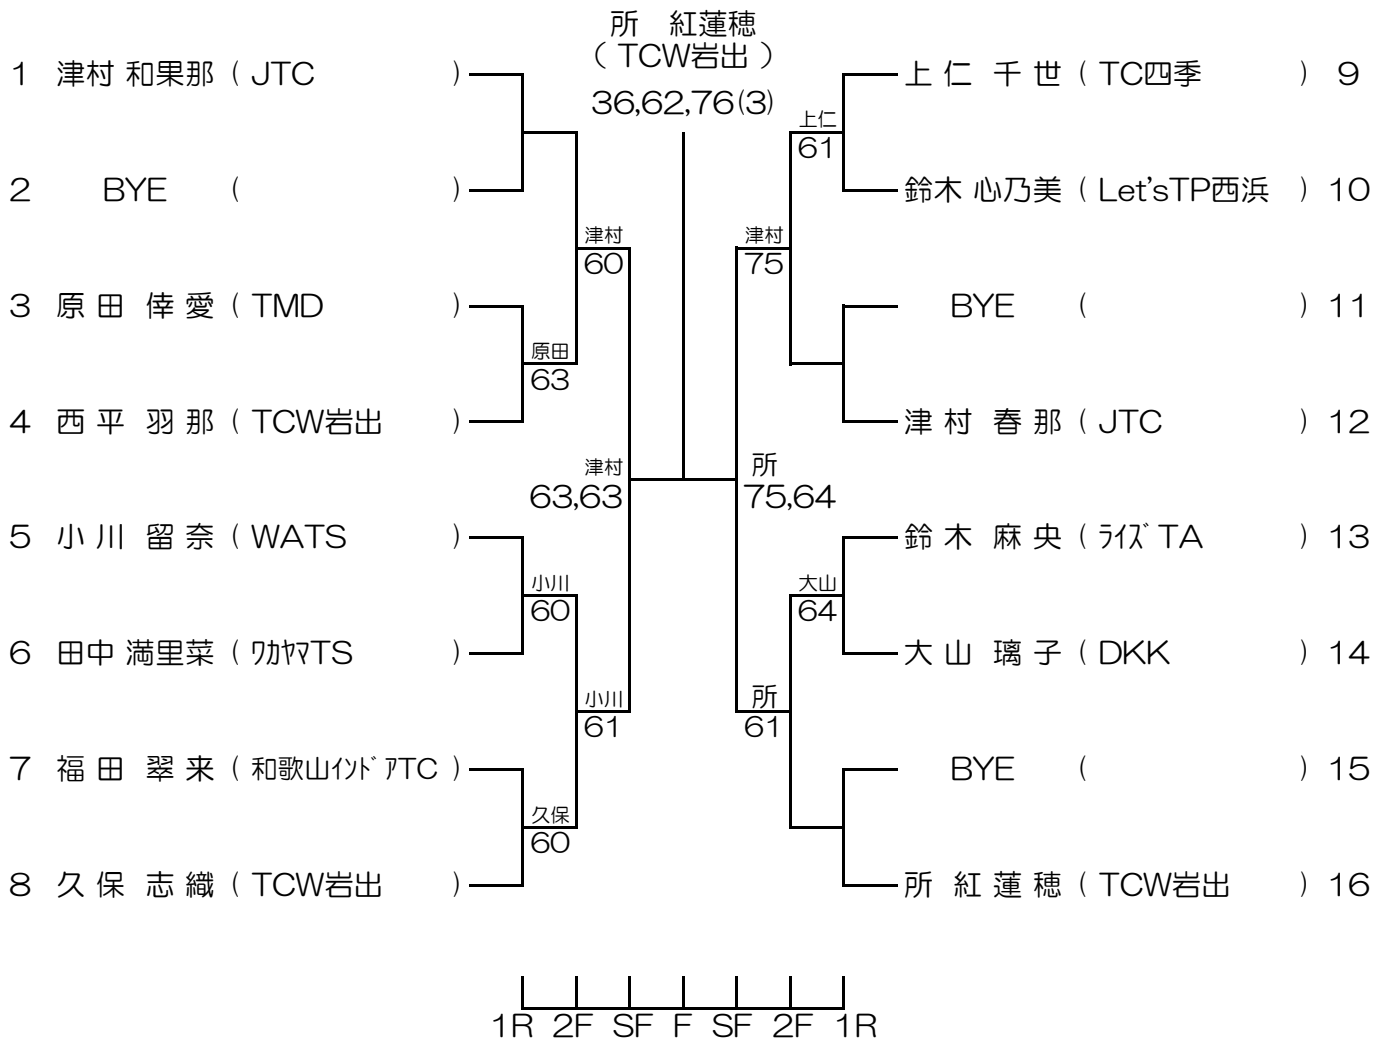 所　紅蓮穂
( TCW岩出 )
36,62,76(3)
1 津村 和果那 ( JTC )
2 BYE ( )
3 原 田 倖 愛 ( TMD )
4 西 平 羽 那 ( TCW岩出 )
5 小 川 留 奈 ( WATS )
6 田中 満里菜 ( ﾜｶﾔﾏTS )
7 福 田 翠 来 ( 和歌山ｲﾝﾄﾞｱTC )
8 久 保 志 織 ( TCW岩出 )
原田
63
小川
60
久保
60
津村
60
小川
61
津村
63,63
所
75,64
津村
75
所
61
上仁
61
大山
64
上 仁 千 世 ( TC四季 ) 9
鈴木 心乃美 ( Let'sTP西浜 ) 10
BYE ( ) 11
津 村 春 那 ( JTC ) 12
鈴 木 麻 央 ( ﾗｲｽﾞTA ) 13
大 山 璃 子 ( DKK ) 14
BYE ( ) 15
所 紅 蓮 穂 ( TCW岩出 ) 16
1R 2F SF F SF 2F 1R